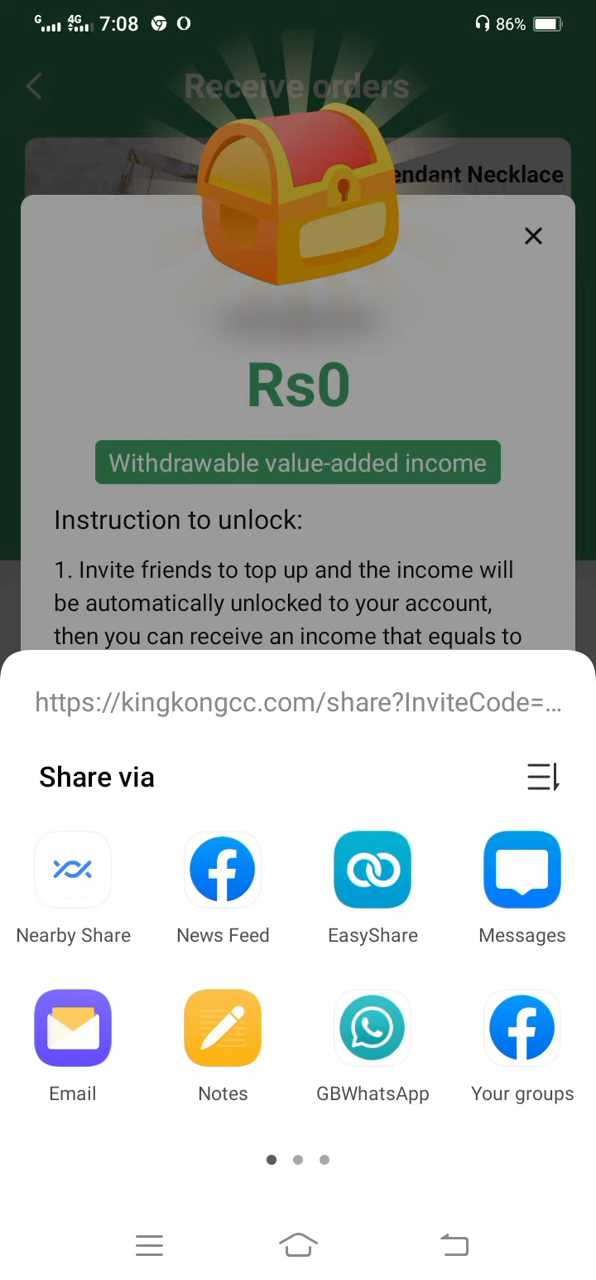 G 4G 7:08 86%
Receive orders
endant Necklace
Rs0
Withdrawable value-added income
Instruction to unlock:
1. Invite friends to top up and the income will
be automatically unlocked to your account,
then you can receive an income that equals to
https://kingkongcc.com/share?InviteCode=...
Share via
Nearby Share News Feed EasyShare Messages
Email Notes GBWhatsApp Your groups